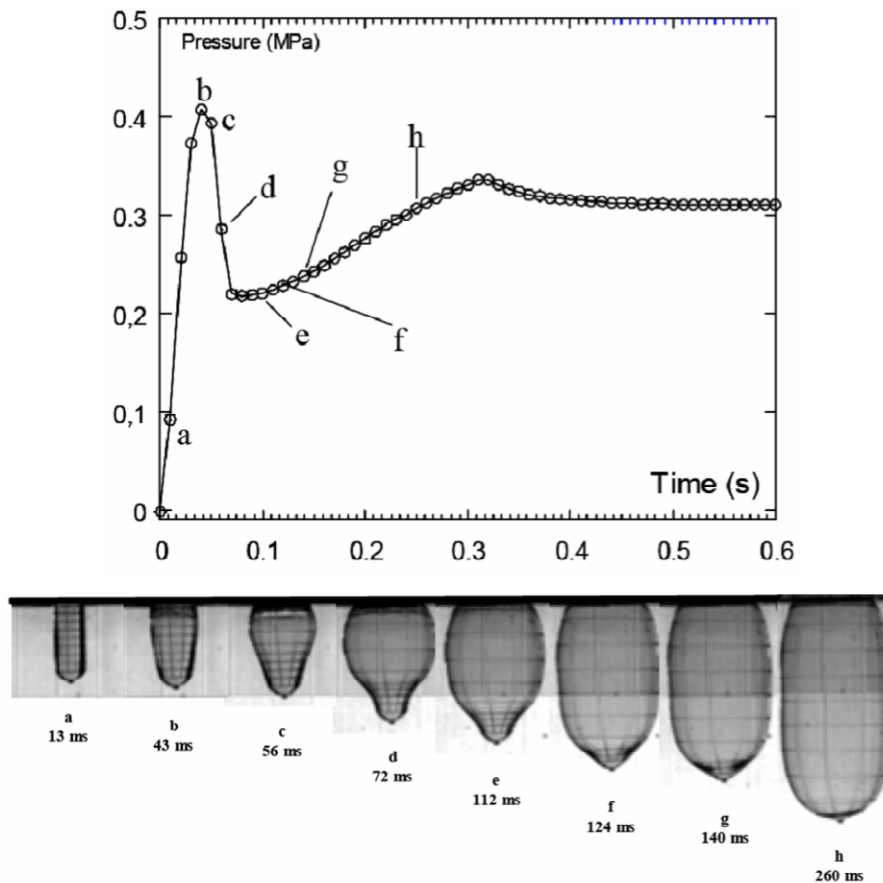 0.5
Pressure (MPa)
b
0.4
c
h
g
d
0.3
0,2
e
f
0,1
a
Time (s)
0
0 0.1 0.2 0.3 0.4 0.5 0.6
a
13 ms
b
43 ms
c
56 ms
d
72 ms
e
112 ms
f
124 ms
g
140 ms
h
260 ms